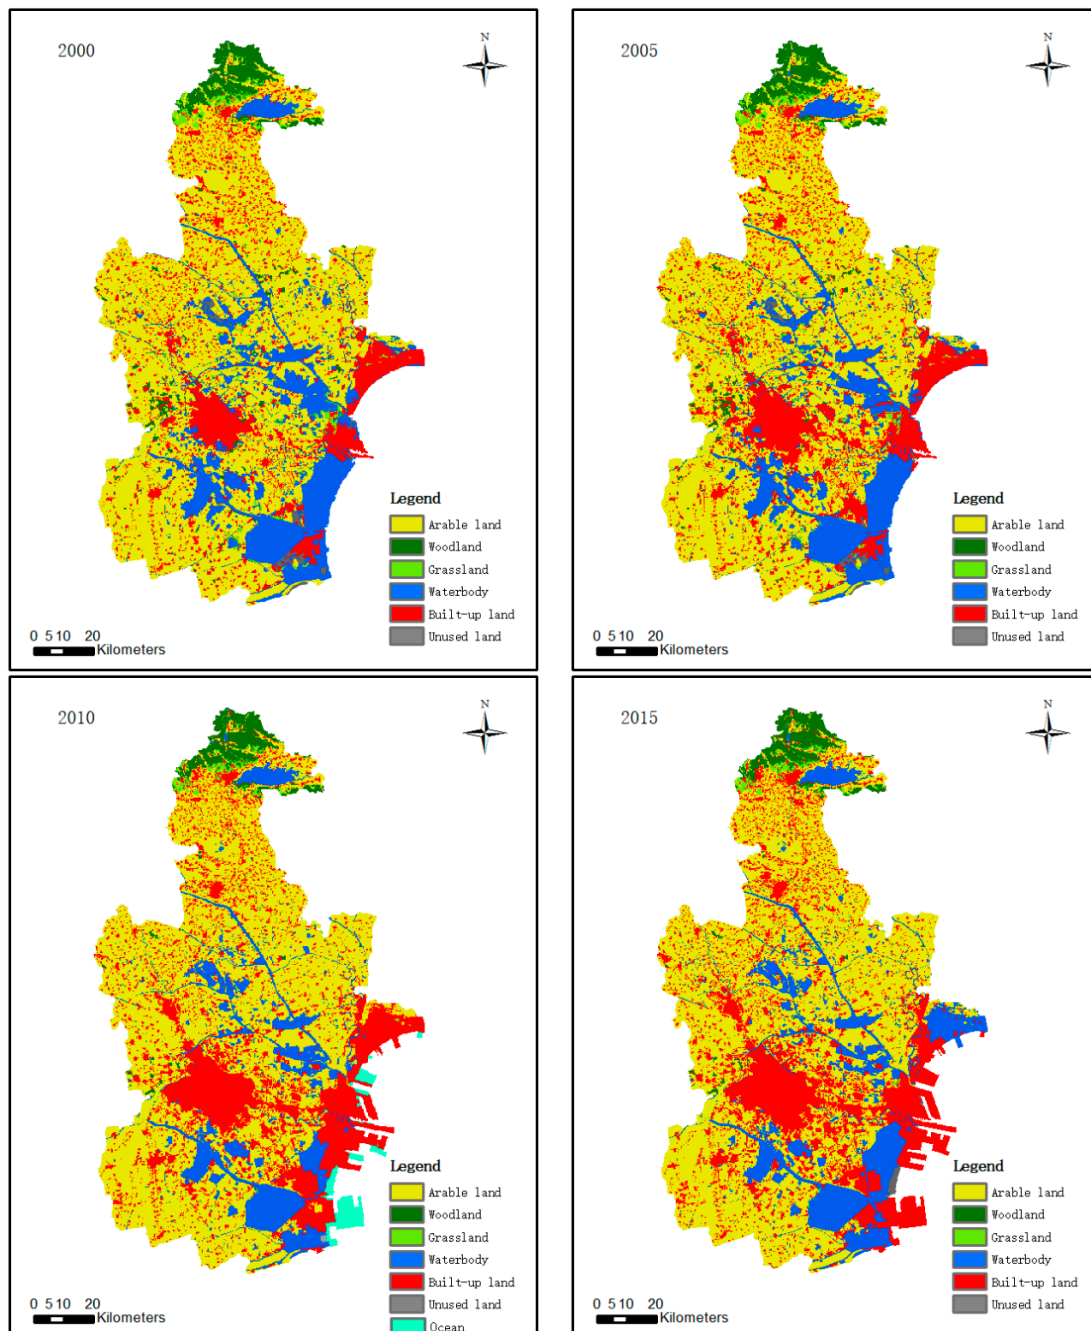 2000
N
Legend
Arable land
Woodland
Grassland
Waterbody
Built-up land
Unused land
0 5 10 20
Kilometers
2005
N
Legend
Arable land
Woodland
Grassland
Waterbody
Built-up land
Unused land
0 5 10 20
Kilometers
2010
N
Legend
Arable land
Woodland
Grassland
Waterbody
Built-up land
Unused land
Ocean
0 5 10 20
Kilometers
2015
N
Legend
Arable land
Woodland
Grassland
Waterbody
Built-up land
Unused land
0 5 10 20
Kilometers